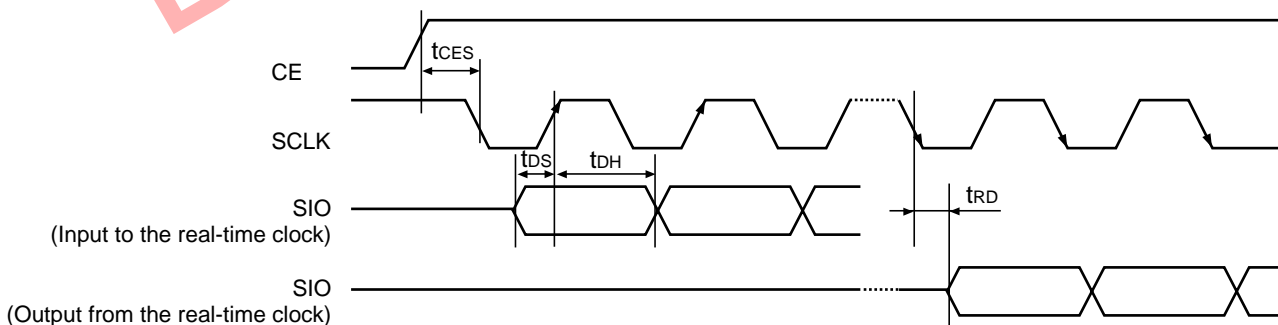 tCES
CE
SCLK
tDS tDH
SIO
(Input to the real-time clock)
tRD
SIO
(Output from the real-time clock)